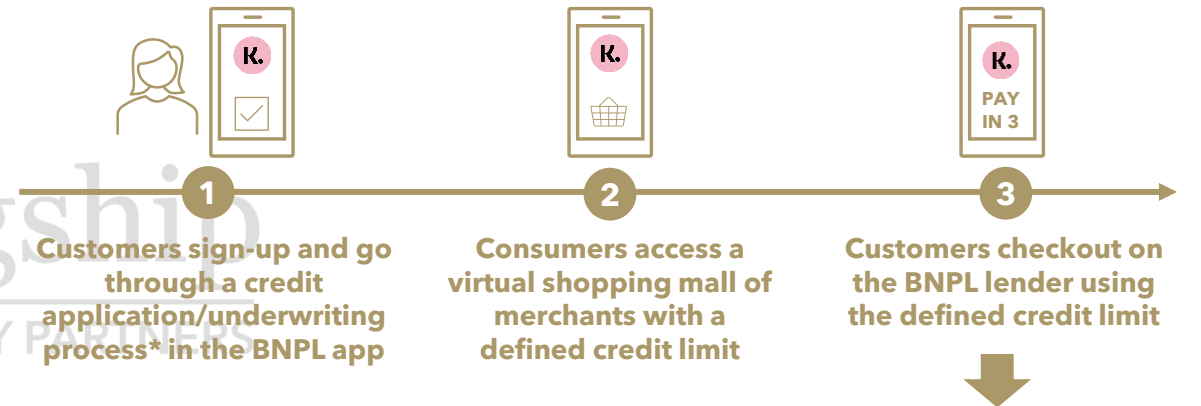 K.
K.
K.
PAY
IN 3
1
2
3
Customers sign-up and go
through a credit
application/underwriting
process* in the BNPL app
Consumers access a
virtual shopping mall of
merchants with a
defined credit limit
Customers checkout on
the BNPL lender using
the defined credit limit
gship
Y PARTNERS